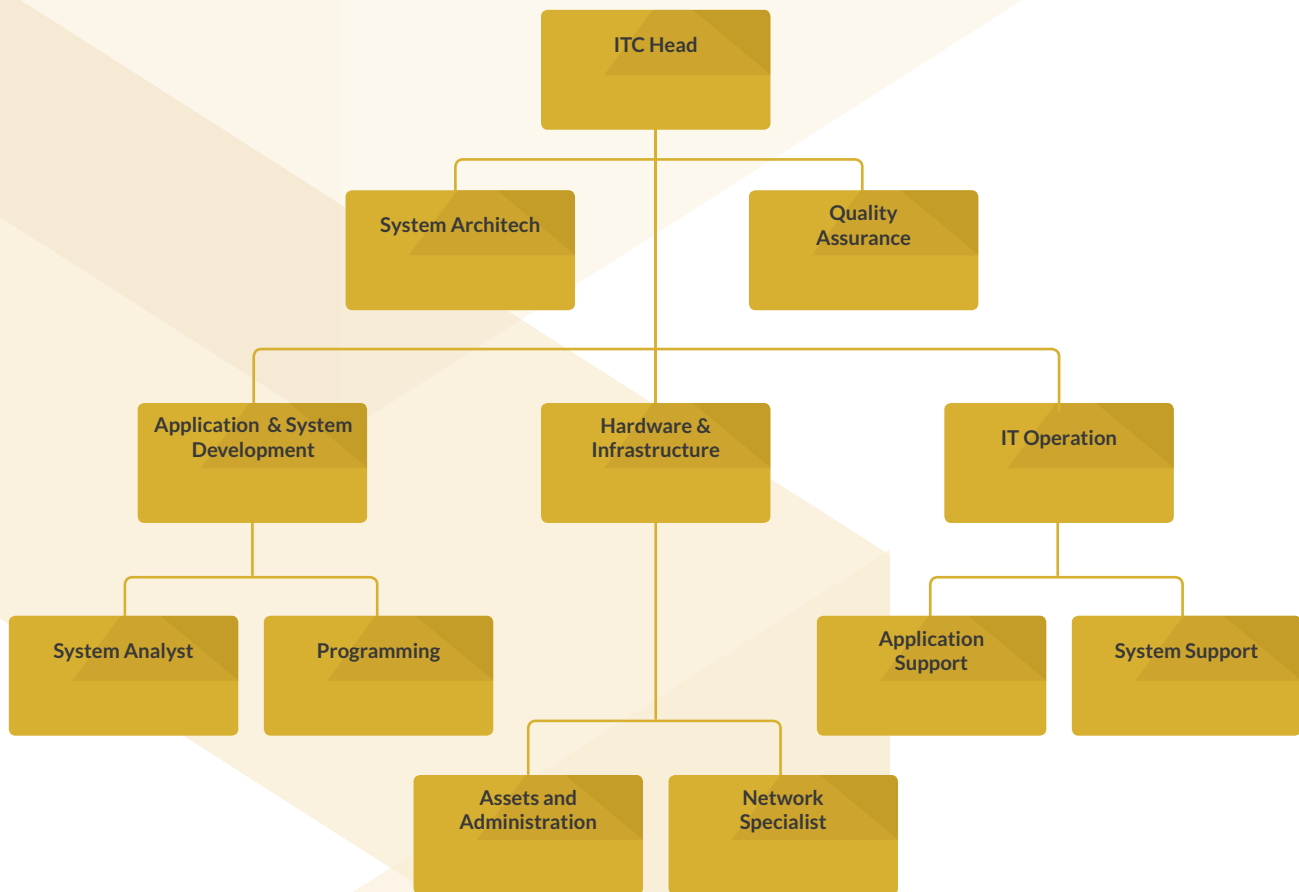 ITC Head
System Architech
Quality
Assurance
Application & System
Development
Hardware &
Infrastructure
IT Operation
System Analyst
Programming
Application
Support
System Support
Assets and
Administration
Network
Specialist